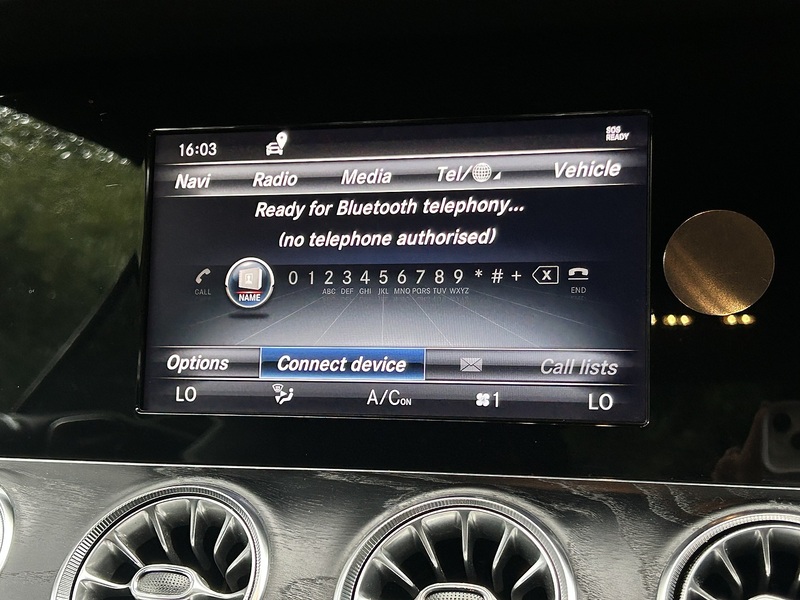 16:03
SOS READY
Navi Radio Media Tel/ Vehicle
Ready for Bluetooth telephony...
(no telephone authorised)
CALL NAME 0 1 2 3 4 5 6 7 8 9 * # + X END
ABC DEF GHI JKL MNO PQRS TUV WXYZ
Options Connect device Call lists
LO A/C ON 1 LO